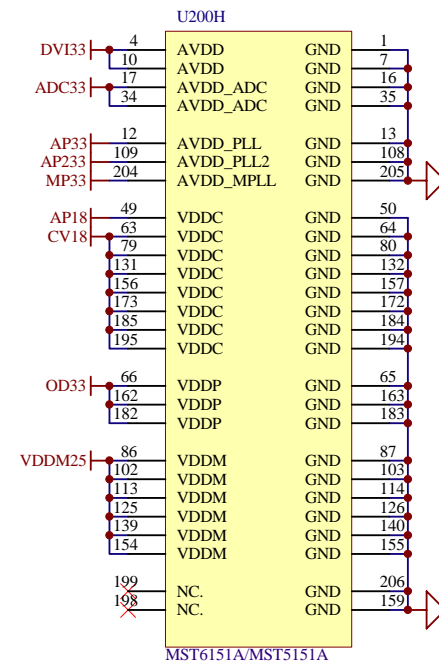 U200H
DVI33 4 AVDD GND 1
10 AVDD GND 7
ADC33 17 AVDD_ADC GND 16
34 AVDD_ADC GND 35
AP33 12 AVDD_PLL GND 13
AP233 109 AVDD_PLL2 GND 108
MP33 204 AVDD_MPLL GND 205
AP18 49 VDDC GND 50
CV18 63 VDDC GND 64
79 VDDC GND 80
131 VDDC GND 132
156 VDDC GND 157
173 VDDC GND 172
185 VDDC GND 184
195 VDDC GND 194
OD33 66 VDDP GND 65
162 VDDP GND 163
182 VDDP GND 183
VDDM25 86 VDDM GND 87
102 VDDM GND 103
113 VDDM GND 114
125 VDDM GND 126
139 VDDM GND 140
154 VDDM GND 155
199 NC. GND 206
198 NC. GND 159
MST6151A/MST5151A